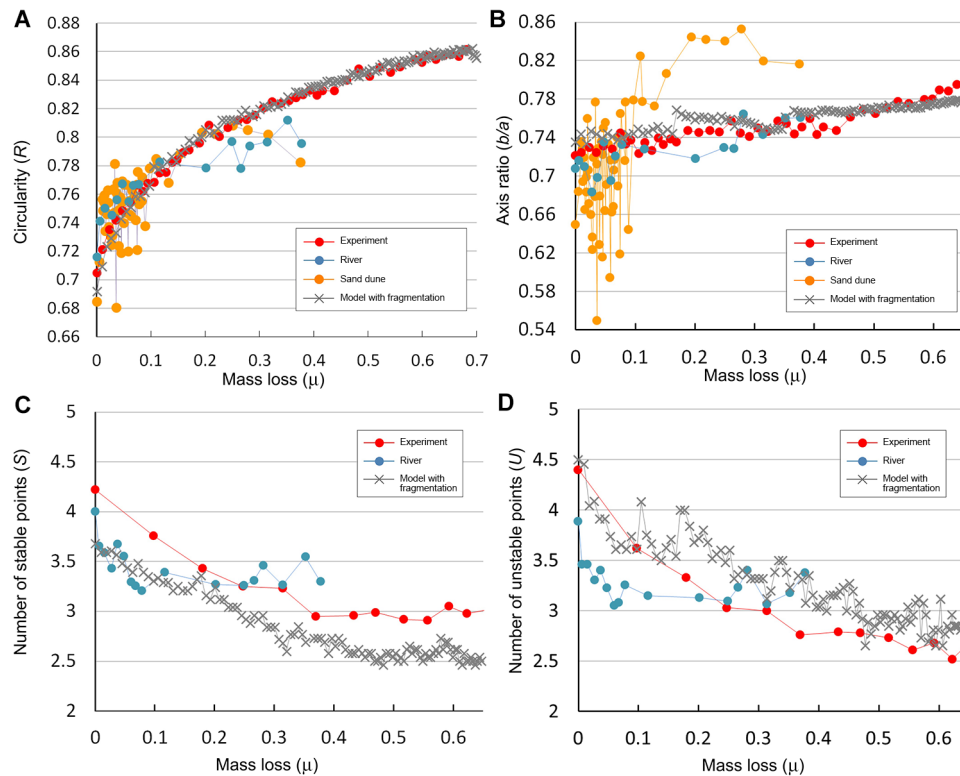 A
0.88
0.86
0.84
0.82
0.8
0.78
0.76
0.74
0.72
0.7
0.68
0.66
Circularity (R)
Experiment
River
Sand dune
Model with fragmentation
0 0.1 0.2 0.3 0.4 0.5 0.6 0.7
Mass loss (μ)
B
0.86
0.82
0.78
0.74
0.7
0.66
0.62
0.58
0.54
Axis ratio (b/a)
Experiment
River
Sand dune
Model with fragmentation
0 0.1 0.2 0.3 0.4 0.5 0.6
Mass loss (μ)
C
5
4.5
4
3.5
3
2.5
2
Number of stable points (S)
Experiment
River
Model with
fragmentation
0 0.1 0.2 0.3 0.4 0.5 0.6
Mass loss (μ)
D
5
4.5
4
3.5
3
2.5
2
Number of unstable points (U)
Experiment
River
Model with
fragmentation
0 0.1 0.2 0.3 0.4 0.5 0.6
Mass loss (μ)